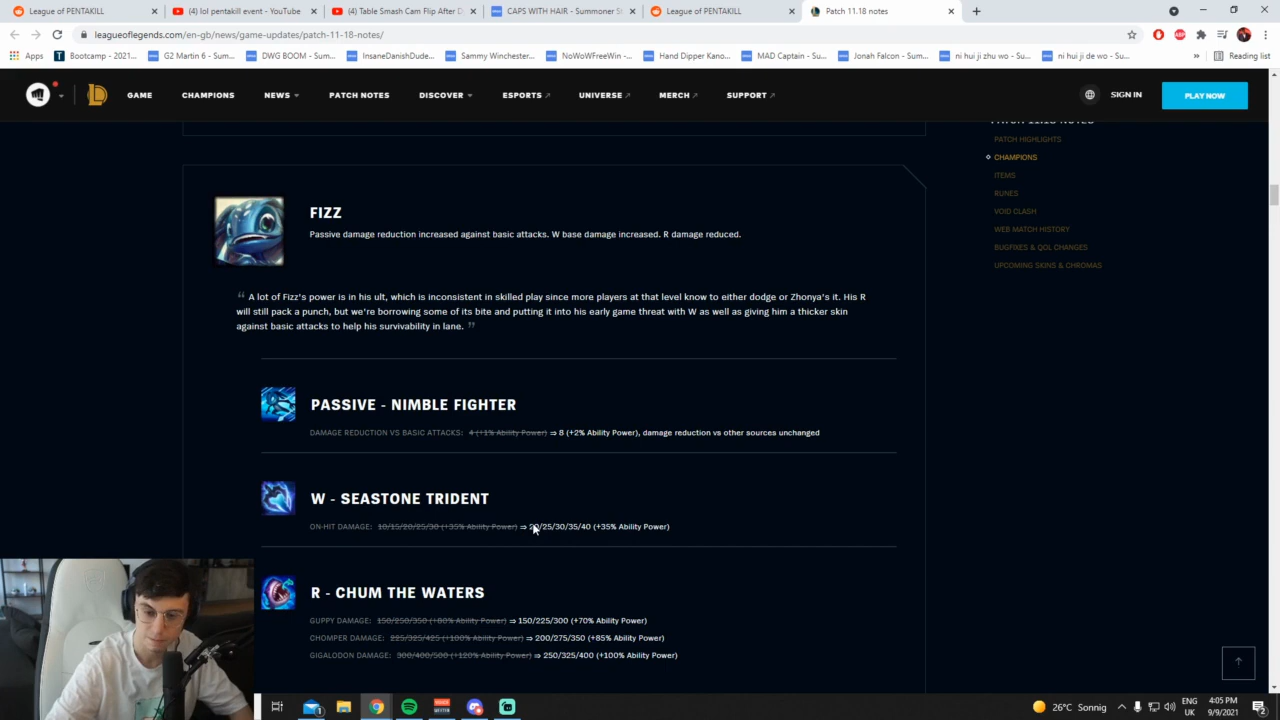 League of PENTAKILL
(4) lol pentakill event - YouTube
Table Smash Cam Flip After D
CAPS WITH HAIR - Summoner S
League of PENTAKILL
Patch 11.18 notes
leagueoflegends.com/en-gb/news/game-updates/patch-11-18-notes/
Apps
Bootcamp - 2021...
G2 Martin 6 - Sum...
DWG BOOM - Sum...
InsaneDanishDude...
Sammy Winchester...
NoWoWFreeWin -...
Hand Dipper Kano...
MAD Captain - Su...
Jonah Falcon - Su...
ni hui ji zhu wo - Su...
ni hui ji de wo - Su...
»
Reading list
GAME
CHAMPIONS
NEWS
PATCH NOTES
DISCOVER
ESPORTS
UNIVERSE
MERCH
SUPPORT
SIGN IN
PLAY NOW
PATCH 11.18 NOTES
PATCH HIGHLIGHTS
CHAMPIONS
ITEMS
RUNES
VOID CLASH
WEB MATCH HISTORY
BUGFIXES & QOL CHANGES
UPCOMING SKINS & CHROMAS
FIZZ
Passive damage reduction increased against basic attacks. W base damage increased. R damage reduced.
“ A lot of Fizz's power is in his ult, which is inconsistent in skilled play since more players at that level know to either dodge or Zhonya's it. His R
will still pack a punch, but we're borrowing some of its bite and putting it into his early game threat with W as well as giving him a thicker skin
against basic attacks to help his survivability in lane. ”
PASSIVE - NIMBLE FIGHTER
DAMAGE REDUCTION VS BASIC ATTACKS: 4 (+1% Ability Power) ⇒ 8 (+2% Ability Power), damage reduction vs other sources unchanged
W - SEASTONE TRIDENT
ON-HIT DAMAGE: 10/15/20/25/30 (+35% Ability Power) ⇒ 20/25/30/35/40 (+35% Ability Power)
R - CHUM THE WATERS
GUPPY DAMAGE: 150/250/350 (+80% Ability Power) ⇒ 150/225/300 (+70% Ability Power)
CHOMPER DAMAGE: 225/325/425 (+100% Ability Power) ⇒ 200/275/350 (+85% Ability Power)
GIGALODON DAMAGE: 300/400/500 (+120% Ability Power) ⇒ 250/325/400 (+100% Ability Power)
26°C Sonnig
ENG
UK
4:05 PM
9/9/2021